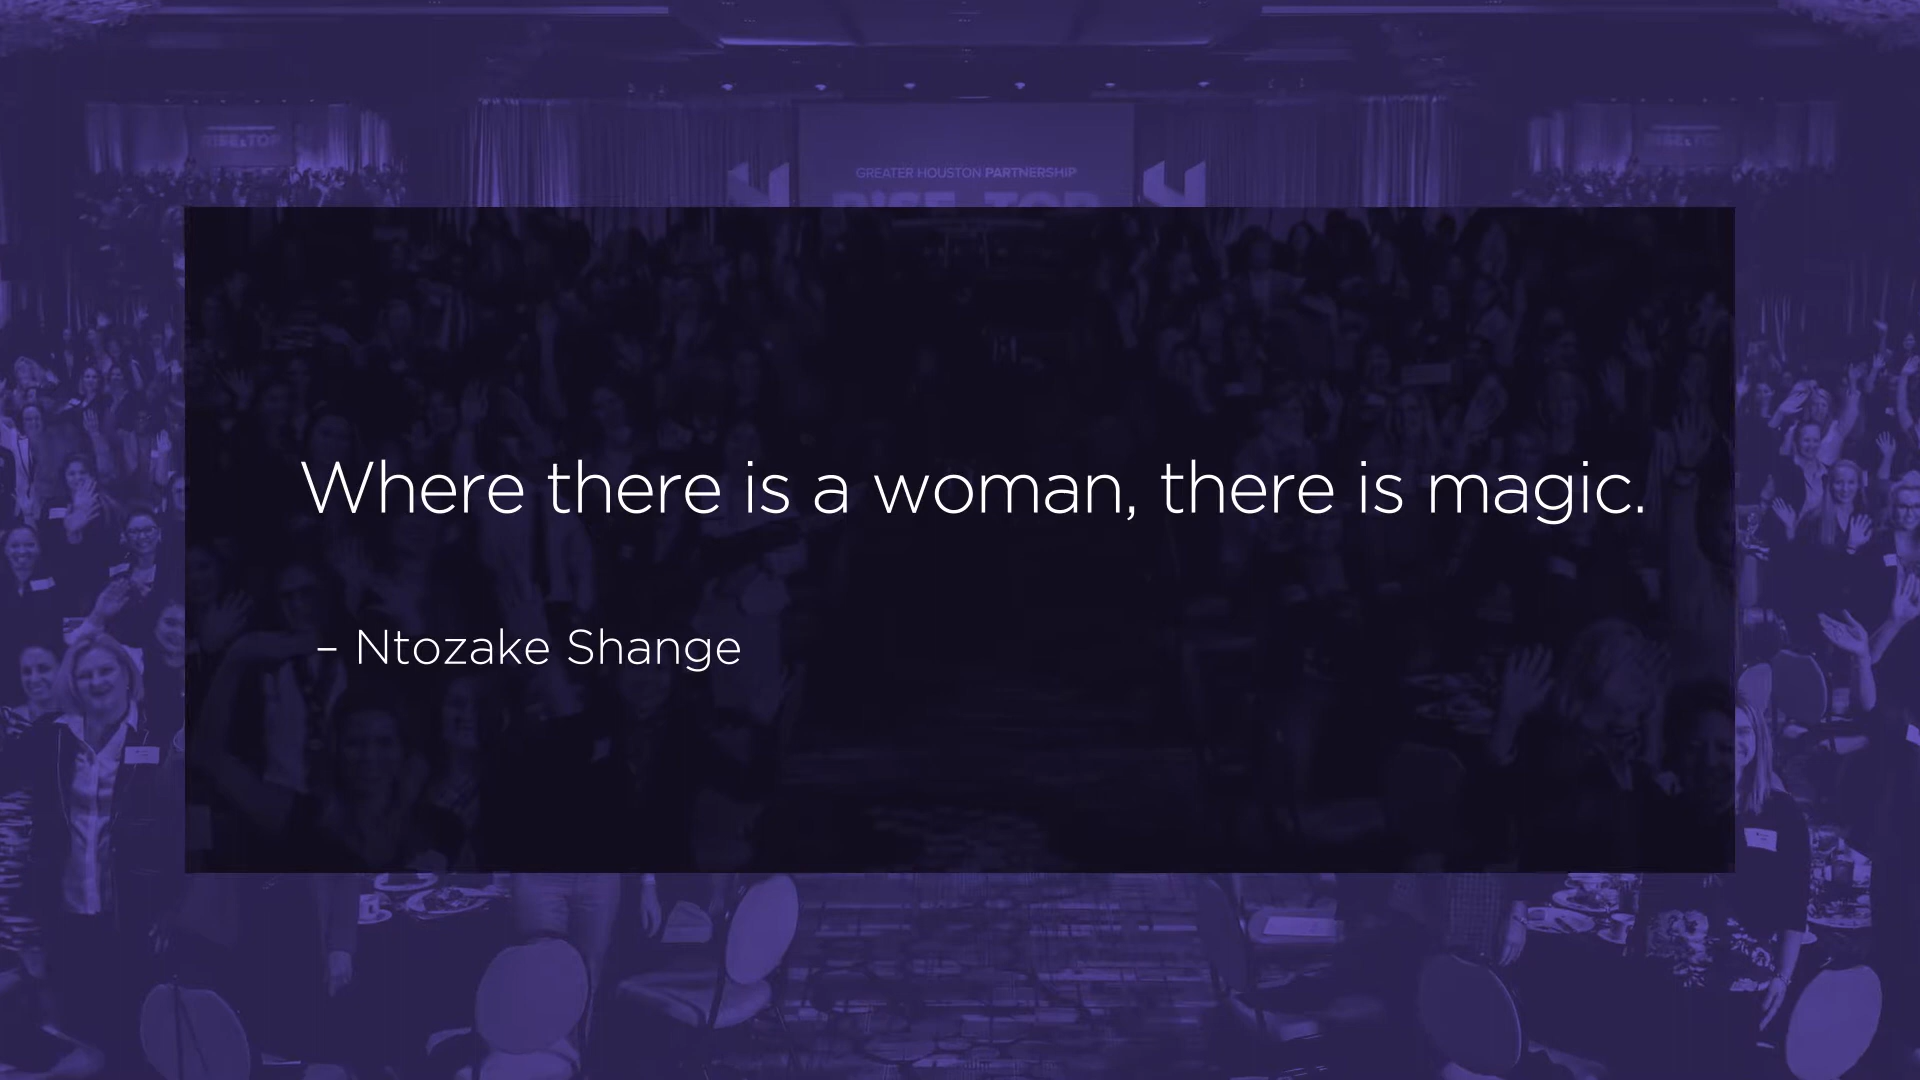 GREATER HOUSTON PARTNERSHIP
Where there is a woman, there is magic.
– Ntozake Shange